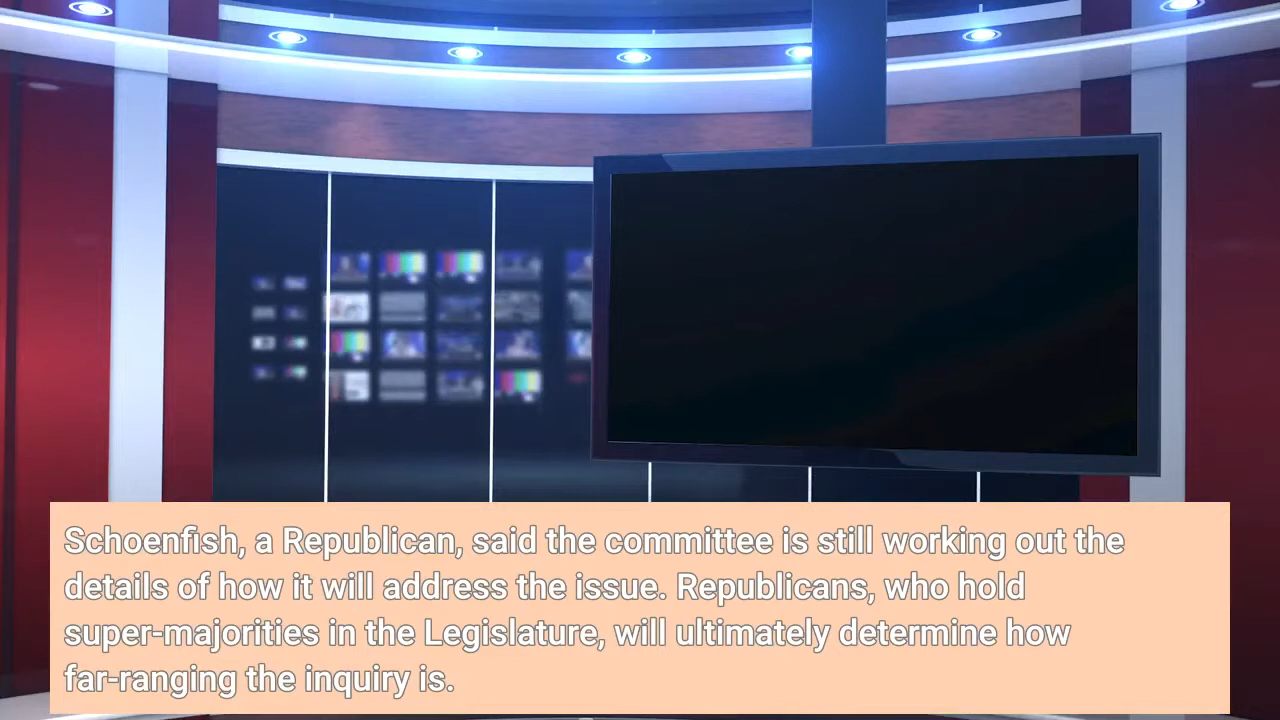 Schoenfish, a Republican, said the committee is still working out the
details of how it will address the issue. Republicans, who hold
super-majorities in the Legislature, will ultimately determine how
far-ranging the inquiry is.